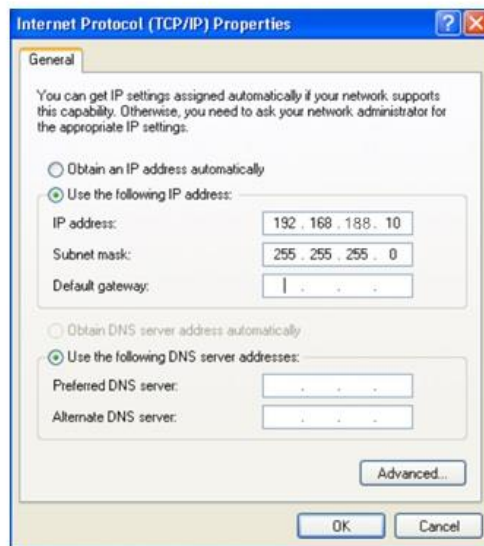 Internet Protocol (TCP/IP) Properties
General
You can get IP settings assigned automatically if your network supports
this capability. Otherwise, you need to ask your network administrator for
the appropriate IP settings.
Obtain an IP address automatically
Use the following IP address:
IP address: 192 . 168 . 188 . 10
Subnet mask: 255 . 255 . 255 . 0
Default gateway: . . .
Obtain DNS server address automatically
Use the following DNS server addresses:
Preferred DNS server: . . .
Alternate DNS server: . . .
Advanced...
OK Cancel